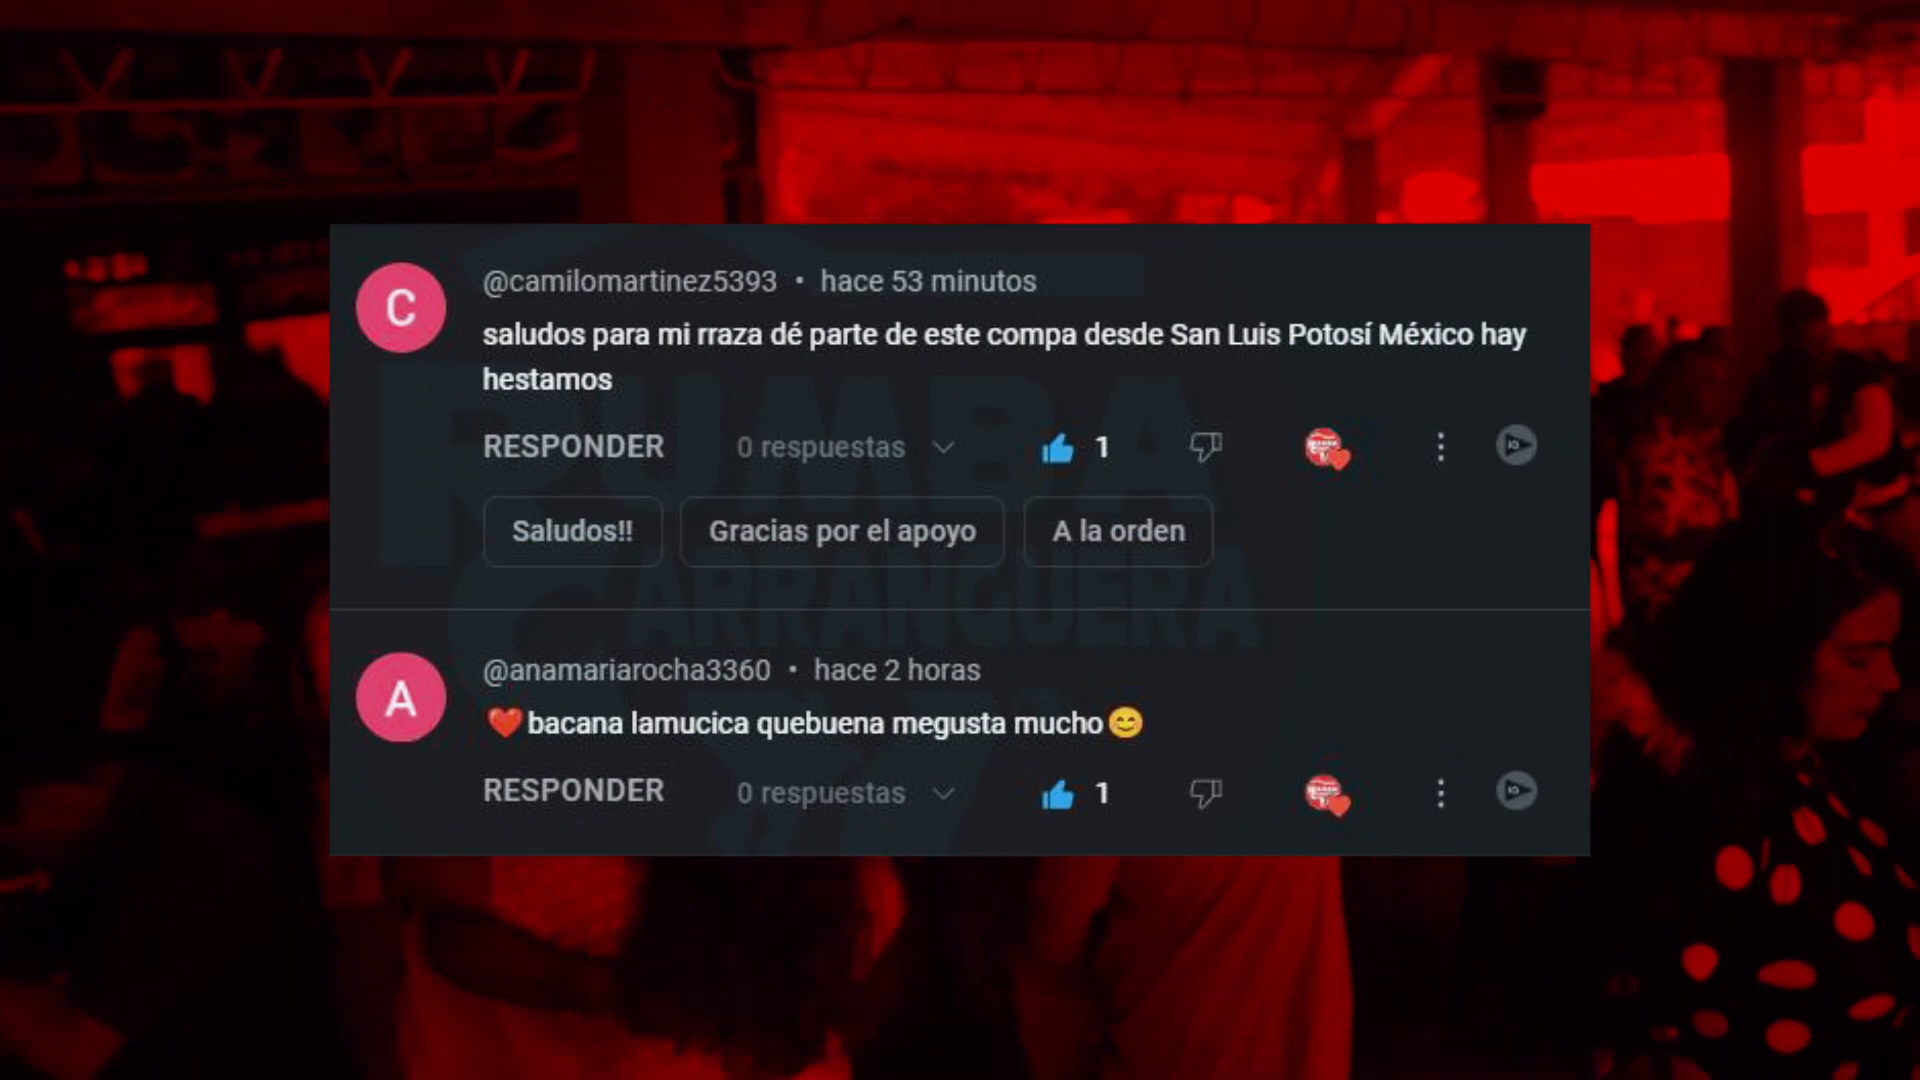 C
@camilomartinez5393 • hace 53 minutos
saludos para mi rraza dé parte de este compa desde San Luis Potosí México hay
hestamos
RESPONDER 0 respuestas 1
Saludos!! Gracias por el apoyo A la orden
RUMBA
CARRANGUERA
A
@anamariarocha3360 • hace 2 horas
❤️bacana lamucica quebuena megusta mucho😊
RESPONDER 0 respuestas 1